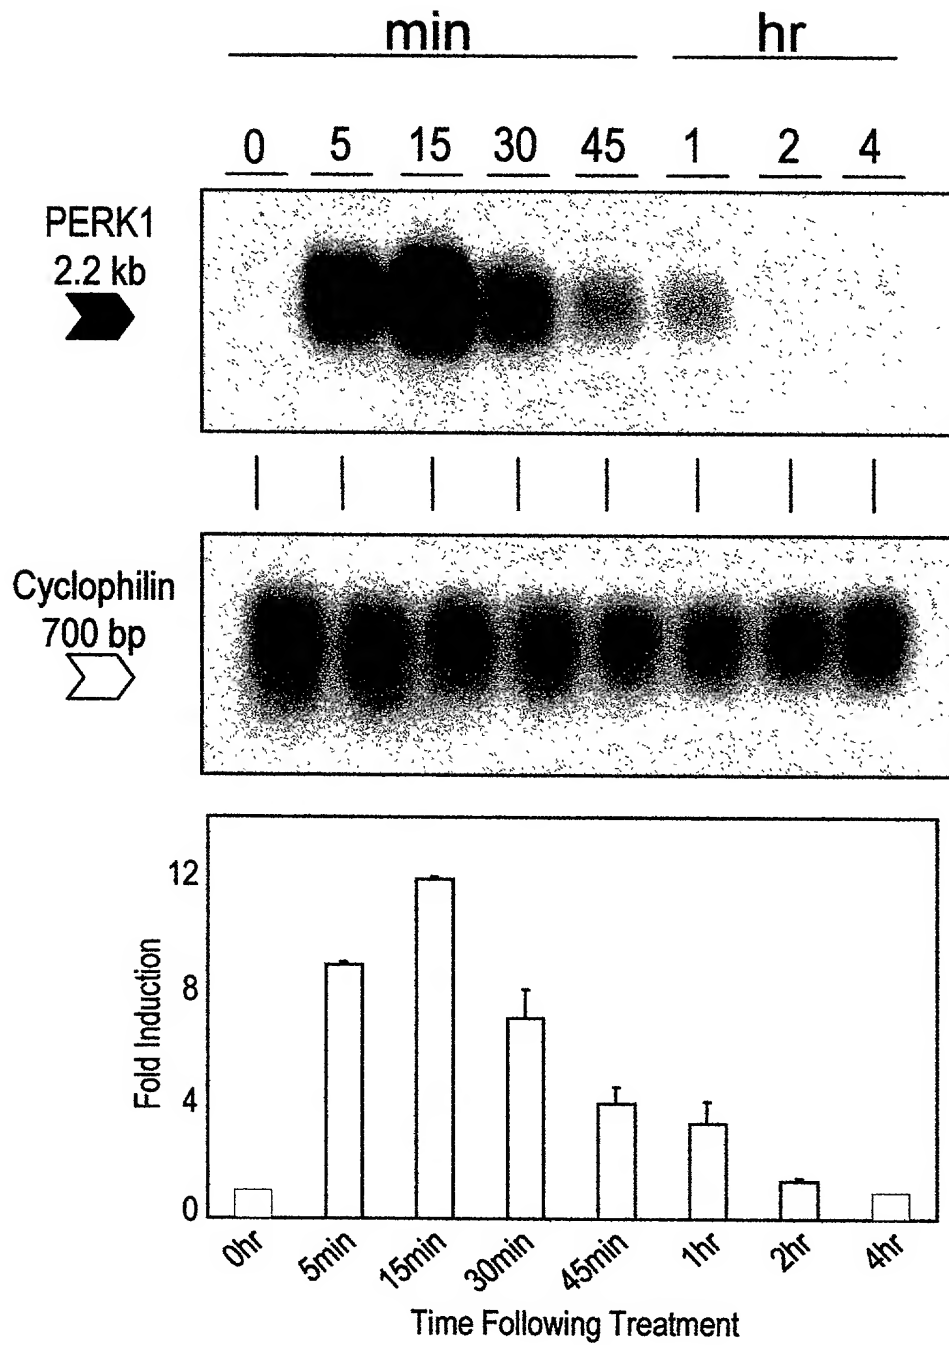 min hr
0 5 15 30 45 1 2 4
PERK1
2.2 kb
Cyclophilin
700 bp
12
8
4
0
Fold Induction
0hr 5min 15min 30min 45min 1hr 2hr 4hr
Time Following Treatment